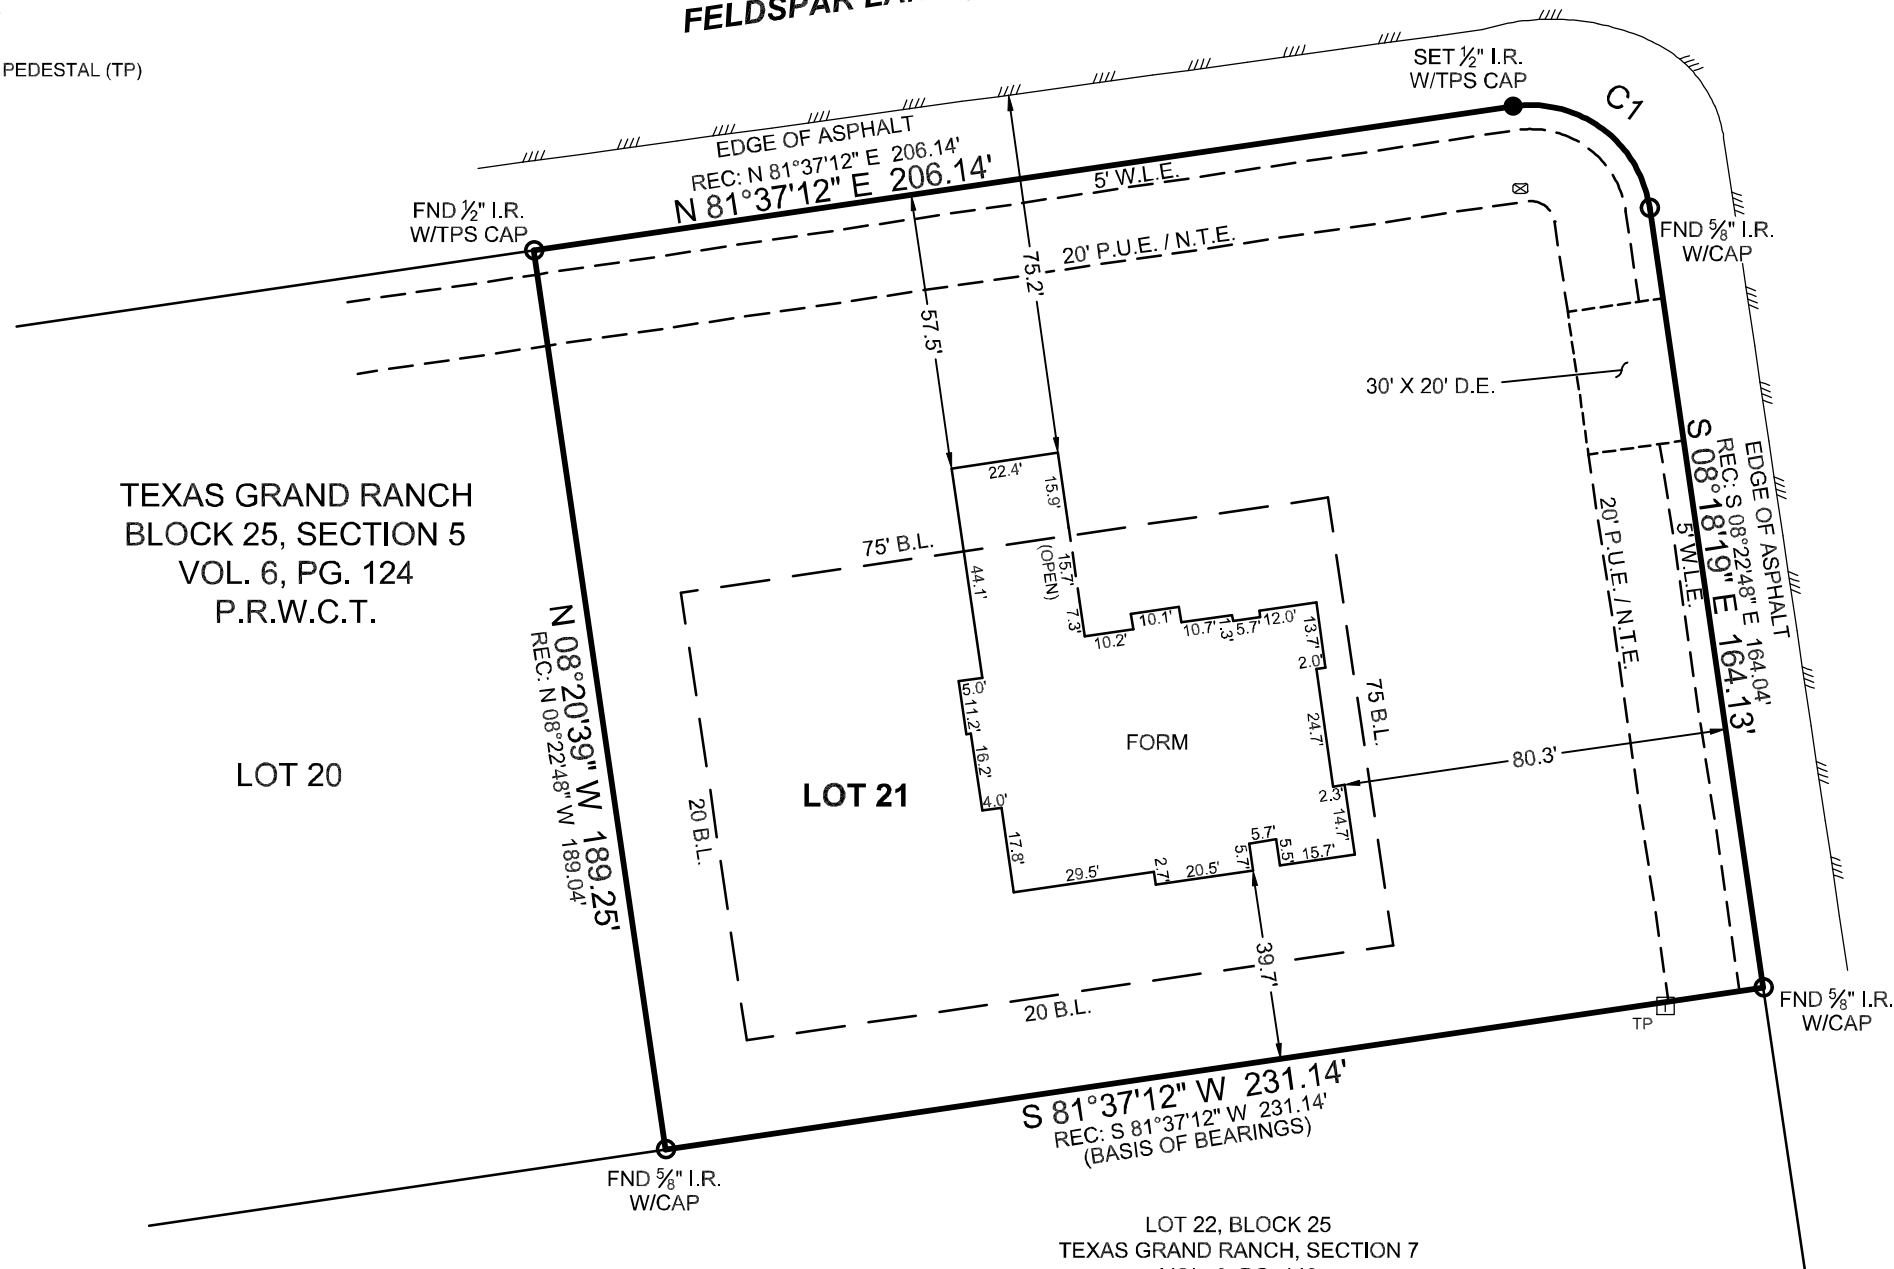 FELDSPAR
PEDESTAL (TP)
SET ½" I.R.
W/TPS CAP
C1
EDGE OF ASPHALT
REC: N 81°37'12" E 206.14'
N 81°37'12" E 206.14'
FND ½" I.R.
W/TPS CAP
5' W.L.E.
20' P.U.E. / N.T.E.
75.2'
57.5'
FND ⅝" I.R.
W/CAP
30' X 20' D.E.
EDGE OF ASPHALT
REC: S 08°22'48" E 164.04'
S 08°18'19" E 164.13'
5' W.L.E.
20' P.U.E. / N.T.E.
TEXAS GRAND RANCH
BLOCK 25, SECTION 5
VOL. 6, PG. 124
P.R.W.C.T.
LOT 20
N 08°20'39" W 189.25'
REC: N 08°22'48" W 189.04'
22.4'
15.9'
75' B.L.
44.1'
15.7'
(OPEN)
7.3'
10.2'
10.1'
10.7'
1.3'
5.7'
12.0'
13.7'
2.0'
75 B.L.
24.7'
5.0'
11.2'
16.2'
4.0'
17.8'
FORM
LOT 21
20 B.L.
80.3'
2.3'
14.7'
15.7'
5.5'
5.7'
5.7'
20.5'
2.7'
29.5'
39.7'
20 B.L.
TP
T
FND ⅝" I.R.
W/CAP
S 81°37'12" W 231.14'
REC: S 81°37'12" W 231.14'
(BASIS OF BEARINGS)
FND ⅝" I.R.
W/CAP
LOT 22, BLOCK 25
TEXAS GRAND RANCH, SECTION 7